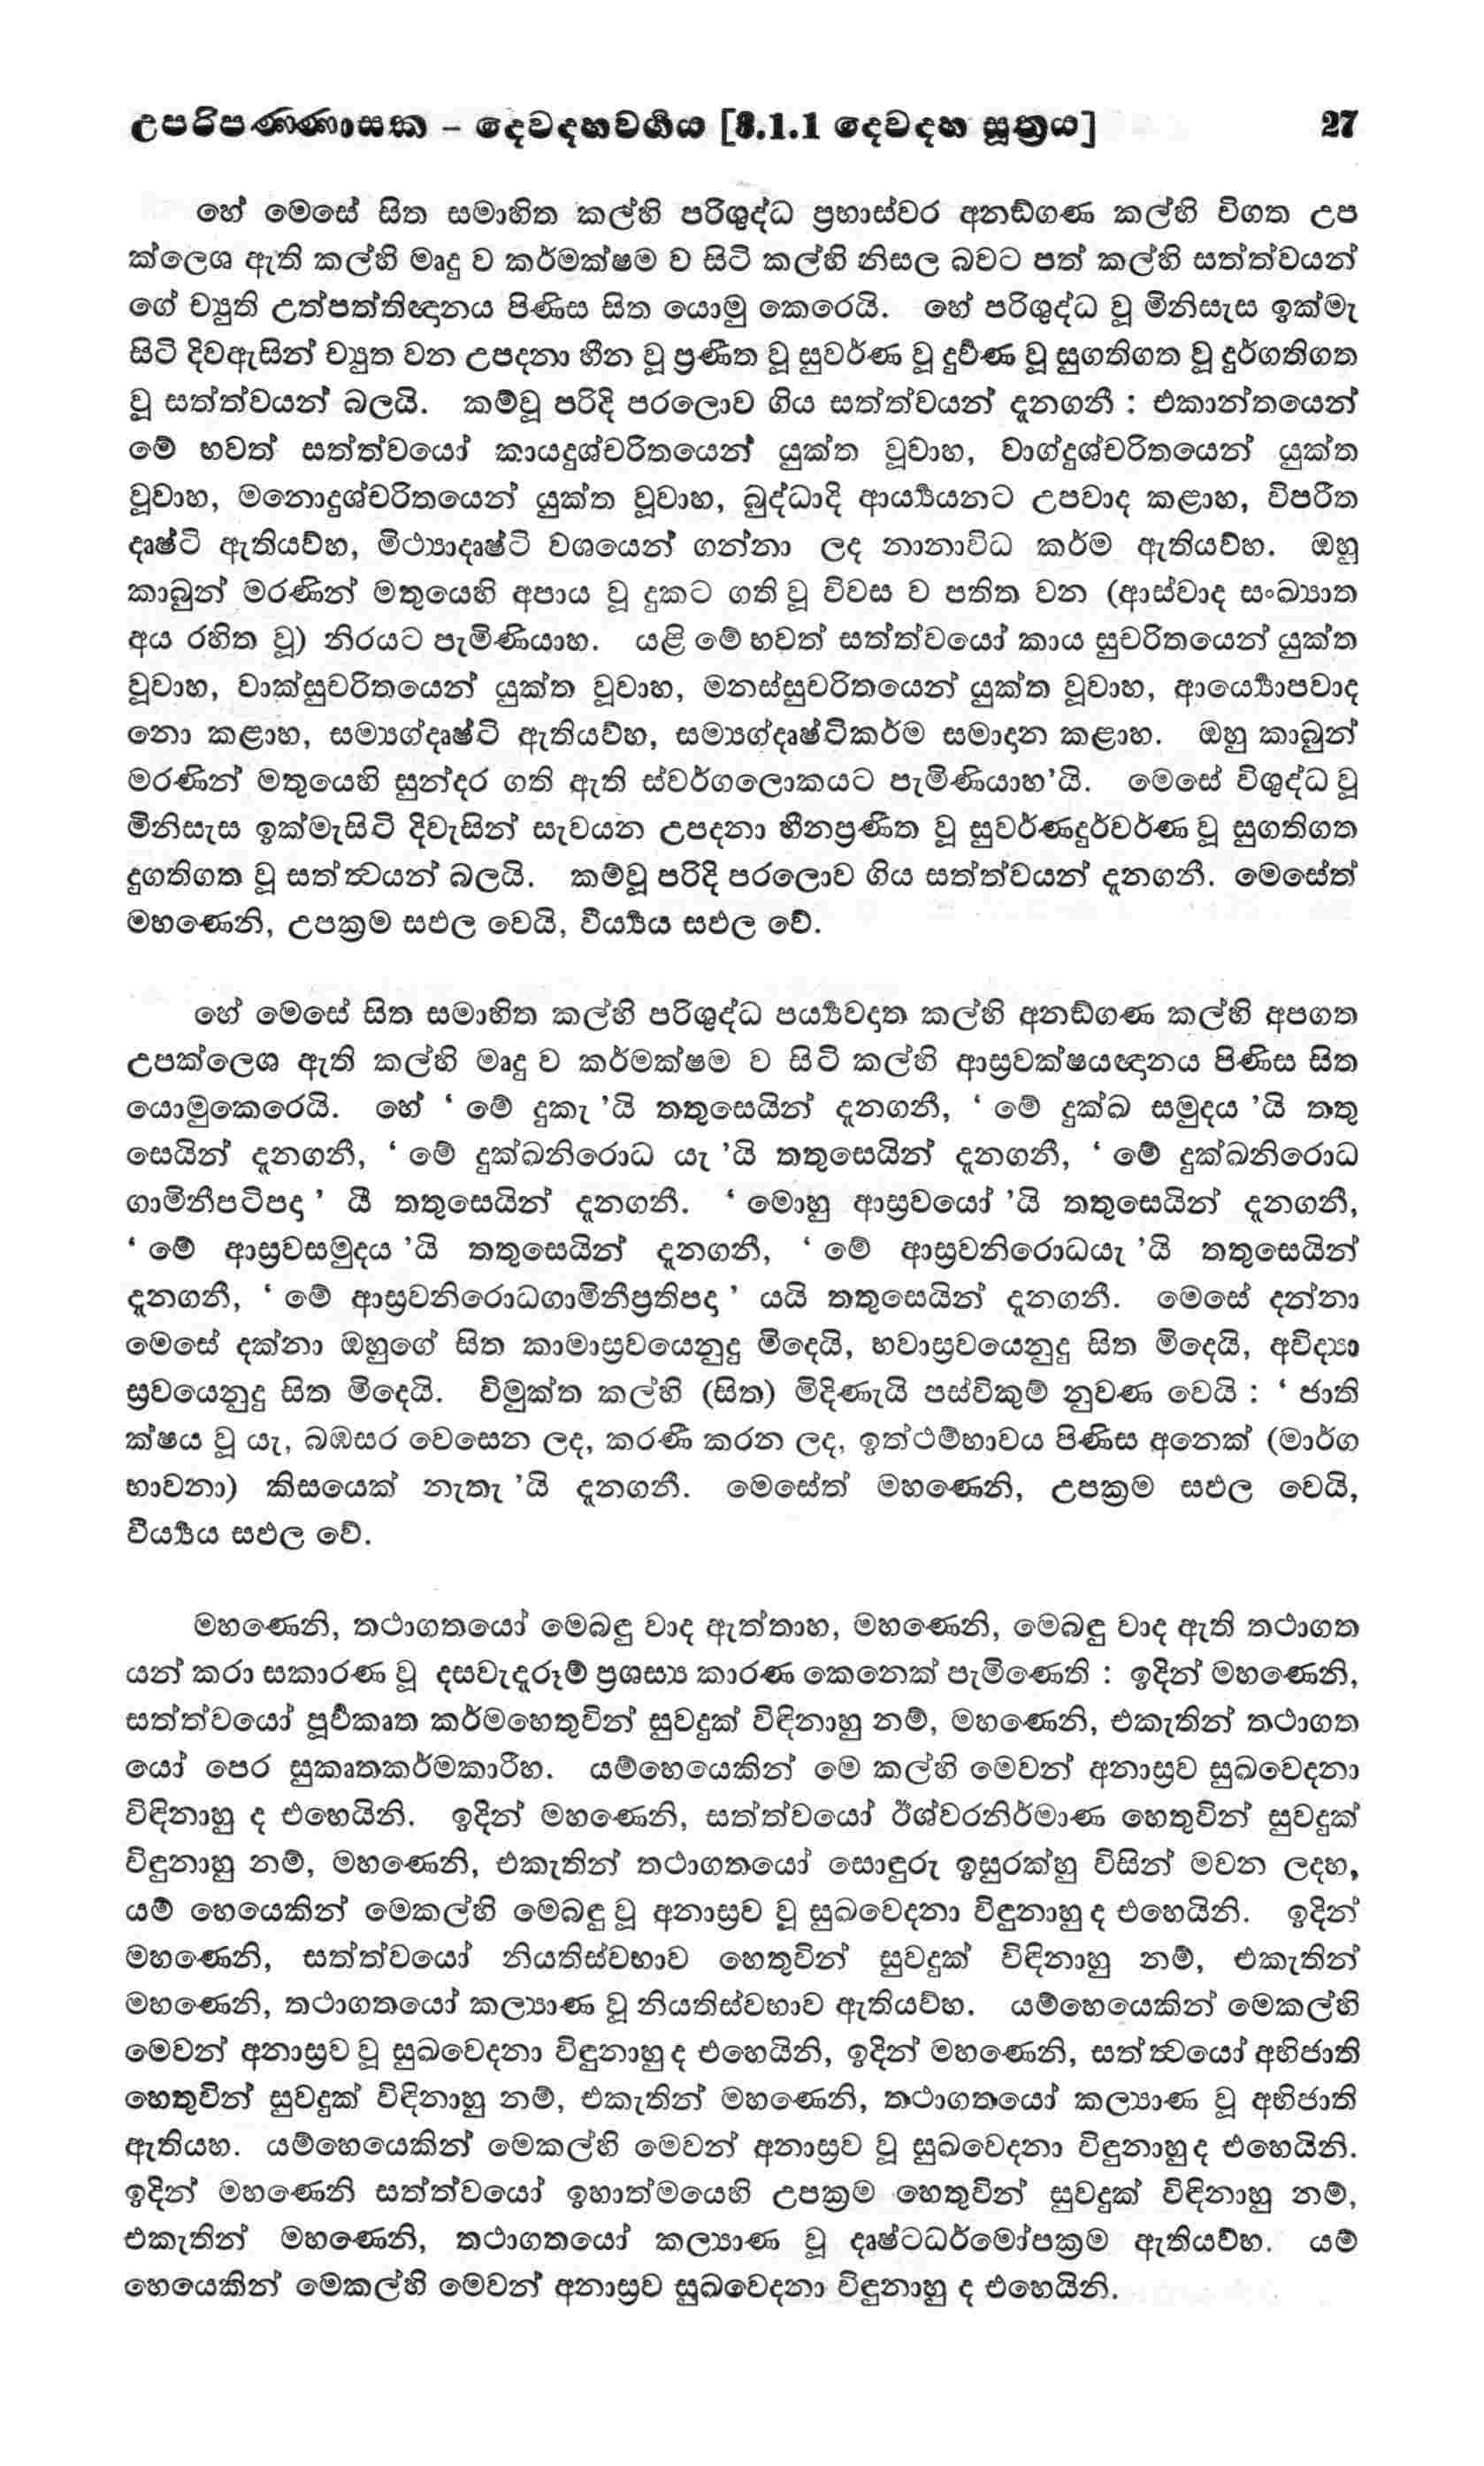 උපරිපණ්ණාසක – දෙවදහවර්ගය [3.1.1 දෙවදහ සූත්‍රය] 27
හේ මෙසේ සිත සමාහිත කල්හි පරිශුද්ධ ප්‍රභාස්වර අනඞ්ගණ කල්හි විගත උප
ක්ලෙශ ඇති කල්හි මෘදු ව කර්මක්ෂම ව සිටි කල්හි නිසල බවට පත් කල්හි සත්ත්වයන්
ගේ ච්‍යුති උත්පත්තිඥානය පිණිස සිත යොමු කෙරෙයි. හේ පරිශුද්ධ වූ මිනිසැස ඉක්මැ
සිටි දිවඇසින් ච්‍යුත වන උපදනා හීන වූ ප්‍රණීත වූ සුවර්ණ වූ දුර්වණ වූ සුගතිගත වූ දුර්ගතිගත
වූ සත්ත්වයන් බලයි. කම්වූ පරිදි පරලොව ගිය සත්ත්වයන් දැනගනී : එකාන්තයෙන්
මේ භවත් සත්ත්වයෝ කායදුශ්චරිතයෙන් යුක්ත වූවාහ, වාග්දුශ්චරිතයෙන් යුක්ත
වූවාහ, මනොදුශ්චරිතයෙන් යුක්ත වූවාහ, බුද්ධාදි ආර්‍ය්‍යයනට උපවාද කළාහ, විපරීත
දෘෂ්ටි ඇතියව්හ, මිථ්‍යාදෘෂ්ටි වශයෙන් ගන්නා ලද නානාවිධ කර්ම ඇතියව්හ. ඔහු
කාබුන් මරණින් මතුයෙහි අපාය වූ දුකට ගති වූ විවස ව පතිත වන (ආස්වාද සංඛ්‍යාත
අය රහිත වූ) නිරයට පැමිණියාහ. යළි මේ භවත් සත්ත්වයෝ කාය සුචරිතයෙන් යුක්ත
වූවාහ, වාක්සුචරිතයෙන් යුක්ත වූවාහ, මනස්සුචරිතයෙන් යුක්ත වූවාහ, ආර්‍ය්‍යොපවාද
නො කළාහ, සම්‍යග්දෘෂ්ටි ඇතියව්හ, සම්‍යග්දෘෂ්ටිකර්ම සමාදාන කළාහ. ඔහු කාබුන්
මරණින් මතුයෙහි සුන්දර ගති ඇති ස්වර්ගලොකයට පැමිණියාහ’යි. මෙසේ විශුද්ධ වූ
මිනිසැස ඉක්මැසිටි දිවැසින් සැවයන උපදනා හීනප්‍රණීත වූ සුවර්ණදුර්වර්ණ වූ සුගතිගත
දුගතිගත වූ සත්ත්‍වයන් බලයි. කම්වූ පරිදි පරලොව ගිය සත්ත්වයන් දැනගනී. මෙසේත්
මහණෙනි, උපක්‍රම සඵල වෙයි, වීර්‍ය්‍යය සඵල වේ.
හේ මෙසේ සිත සමාහිත කල්හි පරිශුද්ධ පර්‍ය්‍යවදාත කල්හි අනඞ්ගණ කල්හි අපගත
උපක්ලෙශ ඇති කල්හි මෘදු ව කර්මක්ෂම ව සිටි කල්හි ආස්‍රවක්ෂයඥානය පිණිස සිත
යොමුකෙරෙයි. හේ ‘ මේ දුකැ ’යි තතුසෙයින් දැනගනී, ‘ මේ දුක්ඛ සමුදය ’යි තතු
සෙයින් දැනගනී, ‘ මේ දුක්ඛනිරොධ යැ ’යි තතුසෙයින් දැනගනී, ‘ මේ දුක්ඛනිරොධ
ගාමිනීපටිපදා ’ යී තතුසෙයින් දැනගනී. ‘ මොහු ආස්‍රවයෝ ’යි තතුසෙයින් දැනගනී,
‘ මේ ආස්‍රවසමුදය ’යි තතුසෙයින් දැනගනී, ‘ මේ ආස්‍රවනිරොධයැ ’යි තතුසෙයින්
දැනගනී, ‘ මේ ආස්‍රවනිරොධගාමිනීප්‍රතිපදා ’ යයි තතුසෙයින් දැනගනී. මෙසේ දන්නා
මෙසේ දක්නා ඔහුගේ සිත කාමාස්‍රවයෙනුදු මිදෙයි, භවාස්‍රවයෙනුදු සිත මිදෙයි, අවිද්‍යා
ස්‍රවයෙනුදු සිත මිදෙයි. විමුක්ත කල්හි (සිත) මිදිණැයි පස්විකුම් නුවණ වෙයි : ‘ ජාති
ක්ෂය වූ යැ, බඹසර වෙසෙන ලද, කරණී කරන ලද, ඉත්ථම්භාවය පිණිස අනෙක් (මාර්ග
භාවනා) කිසයෙක් නැතැ ’යි දැනගනී. මෙසේත් මහණෙනි, උපක්‍රම සඵල වෙයි,
වීර්‍ය්‍යය සඵල වේ.
මහණෙනි, තථාගතයෝ මෙබඳු වාද ඇත්තාහ, මහණෙනි, මෙබඳු වාද ඇති තථාගත
යන් කරා සකාරණ වූ දසවැදෑරුම් ප්‍රශස්‍ය කාරණ කෙනෙක් පැමිණෙති : ඉදින් මහණෙනි,
සත්ත්වයෝ පූර්වකෘත කර්මහෙතුවින් සුවදුක් විඳිනාහු නම්, මහණෙනි, එකැතින් තථාගත
යෝ පෙර සුකෘතකර්මකාරීහ. යම්හෙයෙකින් මෙ කල්හි මෙවන් අනාස්‍රව සුඛවෙදනා
විඳිනාහු ද එහෙයිනි. ඉදින් මහණෙනි, සත්ත්වයෝ ඊශ්වරනිර්මාණ හෙතුවින් සුවදුක්
විඳුනාහු නම්, මහණෙනි, එකැතින් තථාගතයෝ සොඳුරු ඉසුරක්හු විසින් මවන ලදහ,
යම් හෙයෙකින් මෙකල්හි මෙබඳු වූ අනාස්‍රව වූ සුඛවෙදනා විඳුනාහු ද එහෙයිනි. ඉදින්
මහණෙනි, සත්ත්වයෝ නියතිස්වභාව හෙතුවින් සුවදුක් විඳිනාහු නම්, එකැතින්
මහණෙනි, තථාගතයෝ කල්‍යාණ වූ නියතිස්වභාව ඇතියව්හ. යම්හෙයෙකින් මෙකල්හි
මෙවන් අනාස්‍රව වූ සුඛවෙදනා විඳුනාහු ද එහෙයිනි, ඉදින් මහණෙනි, සත්ත්‍වයෝ අභිජාති
හෙතුවින් සුවදුක් විඳිනාහු නම්, එකැතින් මහණෙනි, තථාගතයෝ කල්‍යාණ වූ අභිජාති
ඇතියහ. යම්හෙයෙකින් මෙකල්හි මෙවන් අනාස්‍රව වූ සුඛවෙදනා විඳුනාහු ද එහෙයිනි.
ඉදින් මහණෙනි සත්ත්වයෝ ඉහාත්මයෙහි උපක්‍රම හෙතුවින් සුවදුක් විඳිනාහු නම්,
එකැතින් මහණෙනි, තථාගතයෝ කල්‍යාණ වූ දෘෂ්ටධර්මෝපක්‍රම ඇතියව්හ. යම්
හෙයෙකින් මෙකල්හි මෙවන් අනාස්‍රව සුඛවෙදනා විඳුනාහු ද එහෙයිනි.